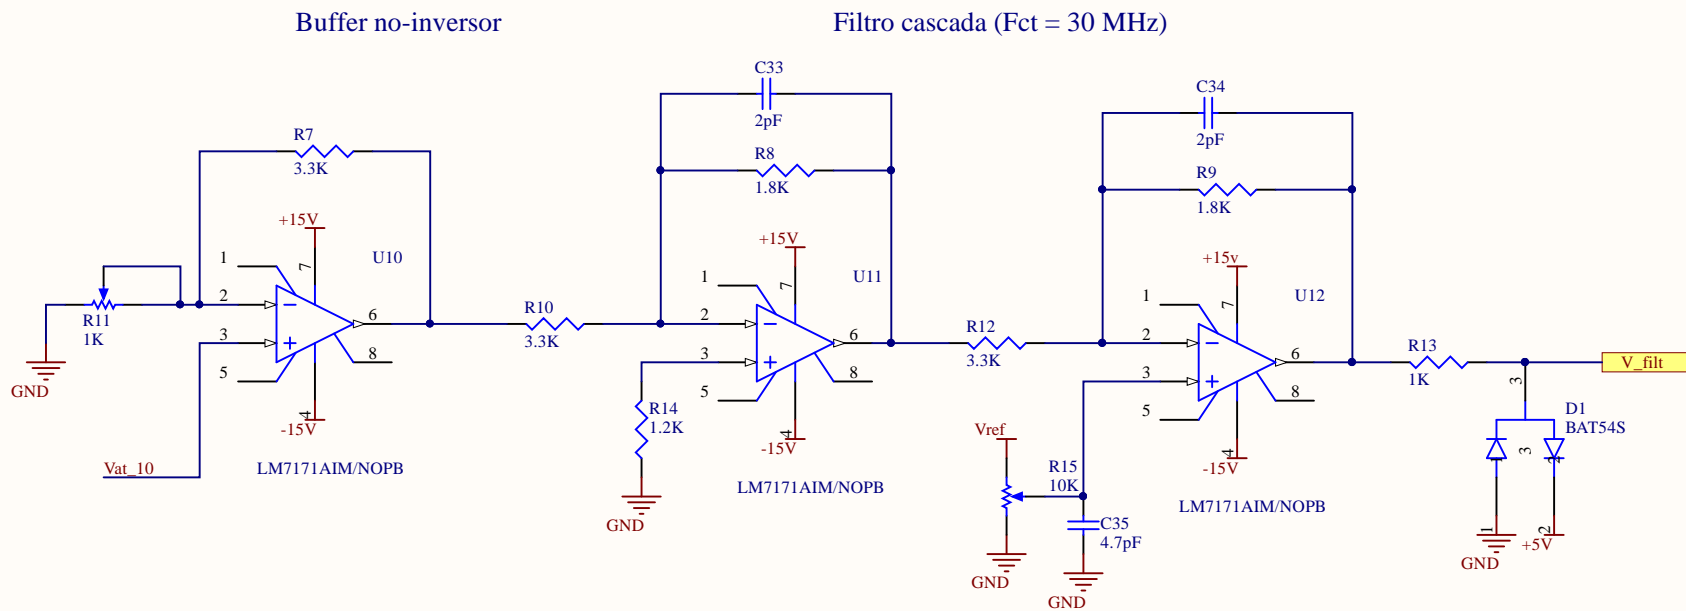 Buffer no-inversor
Filtro cascada (Fct = 30 MHz)
R7
3.3K
+15V
U10
1
7
2
3
6
8
5
4
-15V
R11
1K
GND
Vat_10
LM7171AIM/NOPB
R10
3.3K
C33
2pF
R8
1.8K
+15V
U11
1
7
2
3
6
8
5
4
-15V
R14
1.2K
GND
LM7171AIM/NOPB
R12
3.3K
C34
2pF
R9
1.8K
+15v
U12
1
7
2
3
6
8
5
4
-15V
LM7171AIM/NOPB
Vref
R15
10K
GND
C35
4.7pF
GND
R13
1K
V_filt
3
D1
BAT54S
3
1
2
1
2
GND
+5V